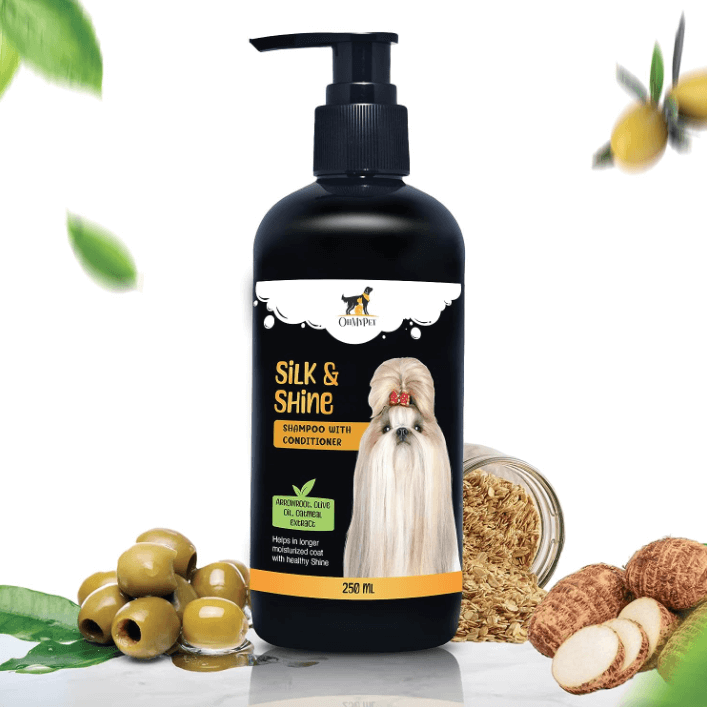 OhMyPet
Silk &
Shine
Shampoo with
Conditioner
Arrowroot, Olive
Oil, Oatmeal
Extract
Helps in longer
moisturized coat
with healthy Shine
250 ML